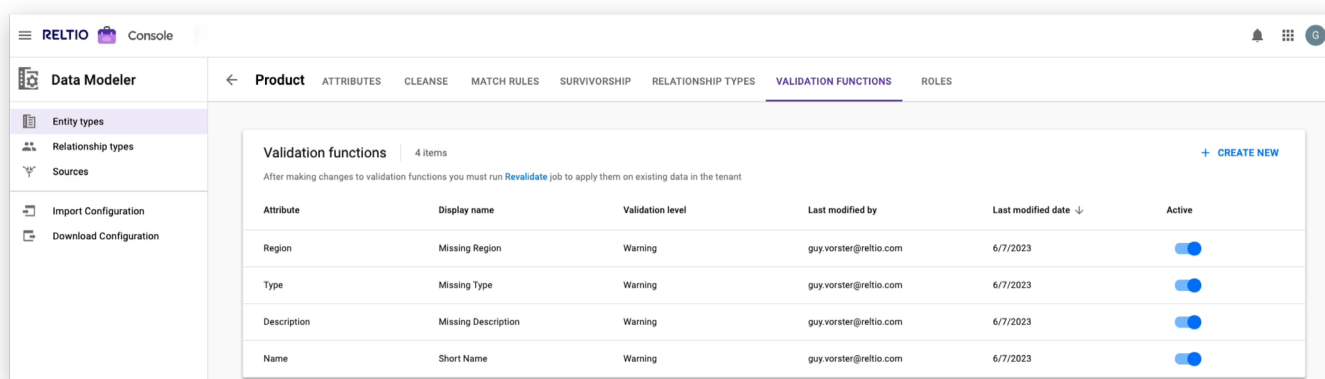 RELTIO Console
G
Data Modeler
Product ATTRIBUTES CLEANSE MATCH RULES SURVIVORSHIP RELATIONSHIP TYPES VALIDATION FUNCTIONS ROLES
Entity types
Relationship types
Sources
Import Configuration
Download Configuration
Validation functions 4 items
+ CREATE NEW
After making changes to validation functions you must run Revalidate job to apply them on existing data in the tenant
Attribute Display name Validation level Last modified by Last modified date Active
Region Missing Region Warning guy.vorster@reltio.com 6/7/2023
Type Missing Type Warning guy.vorster@reltio.com 6/7/2023
Description Missing Description Warning guy.vorster@reltio.com 6/7/2023
Name Short Name Warning guy.vorster@reltio.com 6/7/2023